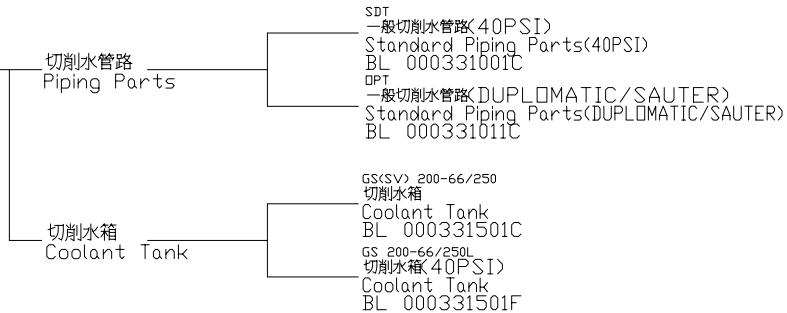 切削水管路
Piping Parts
SDT
一般切削水管路(40PSI)
Standard Piping Parts(40PSI)
BL 000331001C
OPT
一般切削水管路(DUPLOMATIC/SAUTER)
Standard Piping Parts(DUPLOMATIC/SAUTER)
BL 000331011C
切削水箱
Coolant Tank
GS(SV) 200-66/250
切削水箱
Coolant Tank
BL 000331501C
GS 200-66/250L
切削水箱(40PSI)
Coolant Tank
BL 000331501F